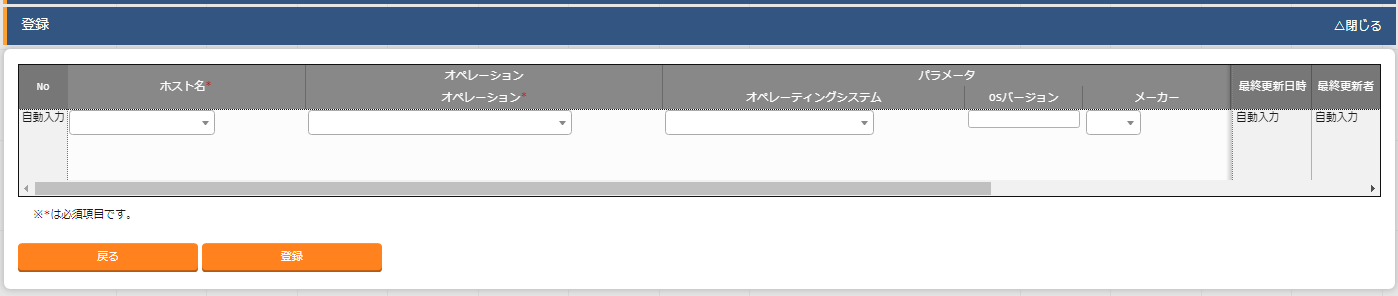 登録 △閉じる
No ホスト名* オペレーション パラメータ 最終更新日時 最終更新者
オペレーション* オペレーティングシステム OSバージョン メーカー
自動入力 自動入力 自動入力
※*は必須項目です。
戻る 登録